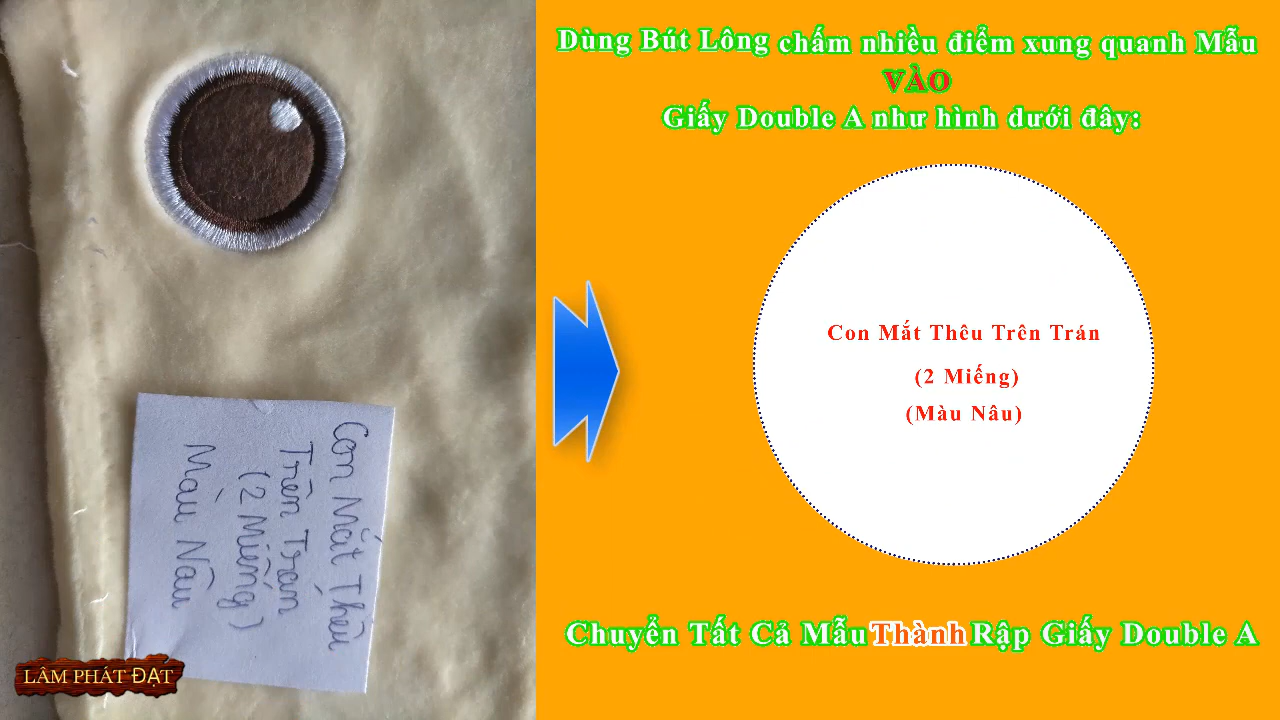 Dùng Bút Lông chấm nhiều điểm xung quanh Mẫu
VÀO
Giấy Double A như hình dưới đây:
Con Mắt Thêu Trên Trán
(2 Miếng)
(Màu Nâu)
Chuyển Tất Cả Mẫu Thành Rập Giấy Double A
Con Mắt Thêu
Trên Trán
(2 Miếng)
Màu Nâu
LÂM PHÁT ĐẠT